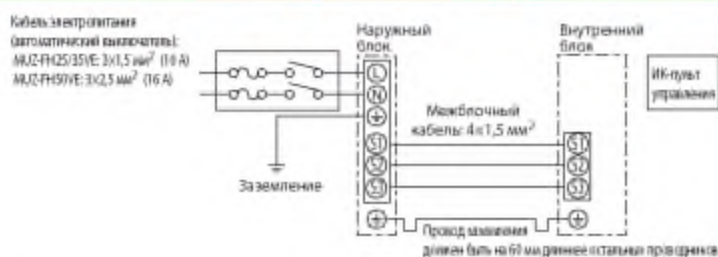 Кабель электропитания
(автоматический выключатель):
MUZ-FH25/35VE: 3×1,5 мм² (10 А)
MUZ-FH50VE: 3×2,5 мм² (16 А)
Наружный
блок
Внутренний
блок
ИК-пульт
управления
L
N
Межблочный
кабель: 4×1,5 мм²
S1
S2
S3
S1
S2
S3
Заземление
Провод заземления
должен быть на 60 мм длиннее остальных проводников